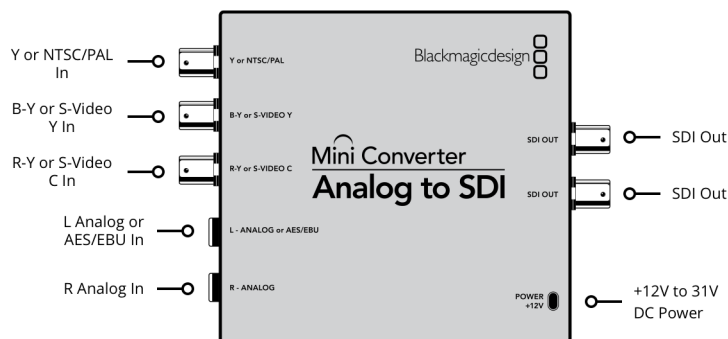 Y or NTSC/PAL
In
B-Y or S-Video
Y In
R-Y or S-Video
C In
L Analog or
AES/EBU In
R Analog In
Y or NTSC/PAL
B-Y or S-VIDEO Y
R-Y or S-VIDEO C
L - ANALOG or AES/EBU
R - ANALOG
Blackmagicdesign
Mini Converter
Analog to SDI
SDI OUT
SDI OUT
POWER
+12V
SDI Out
SDI Out
+12V to 31V
DC Power